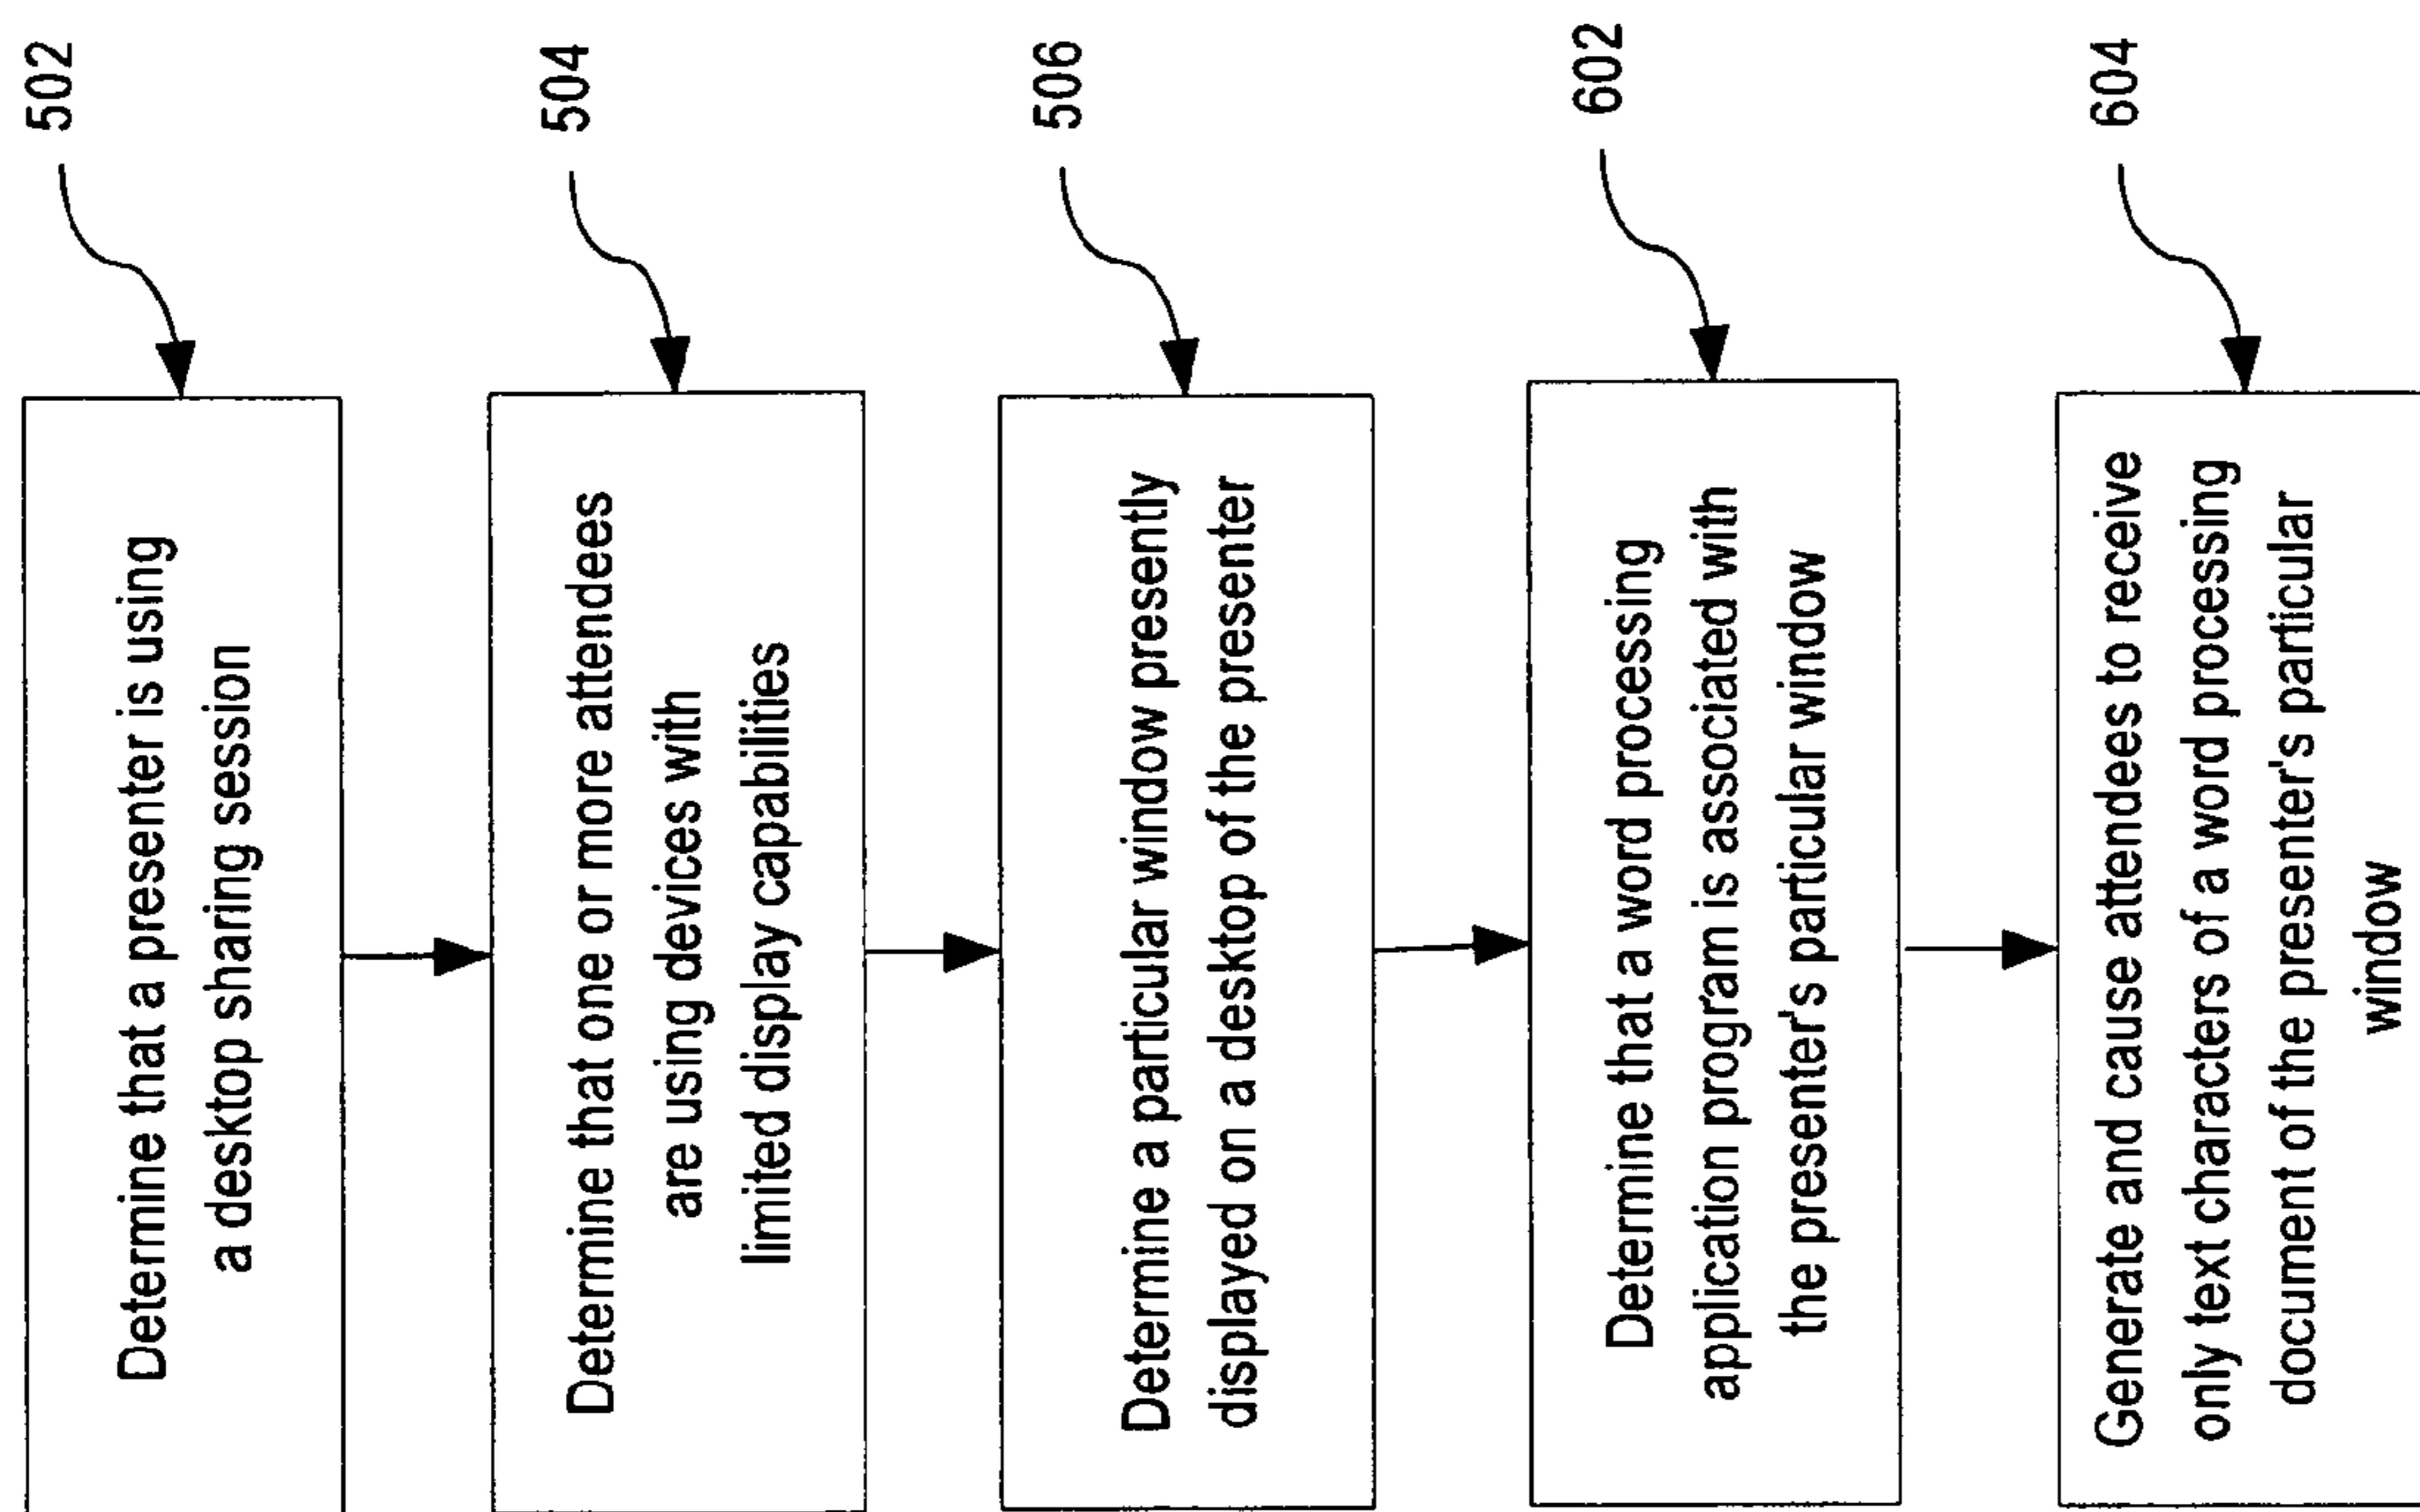 Determine that a presenter is using
a desktop sharing session
502
Determine that one or more attendees
are using devices with
limited display capabilities
504
Determine a particular window presently
displayed on a desktop of the presenter
506
Determine that a word processing
application program is associated with
the presenter's particular window
602
Generate and cause attendees to receive
only text characters of a word processing
document of the presenter's particular
window
604